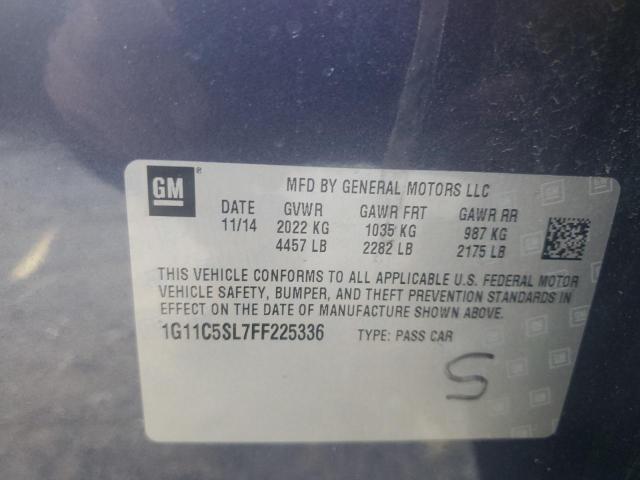 GM®
MFD BY GENERAL MOTORS LLC
DATE GVWR GAWR FRT GAWR RR
11/14 2022 KG 1035 KG 987 KG
4457 LB 2282 LB 2175 LB
THIS VEHICLE CONFORMS TO ALL APPLICABLE U.S. FEDERAL MOTOR
VEHICLE SAFETY, BUMPER, AND THEFT PREVENTION STANDARDS IN
EFFECT ON THE DATE OF MANUFACTURE SHOWN ABOVE.
1G11C5SL7FF225336 TYPE: PASS CAR
S